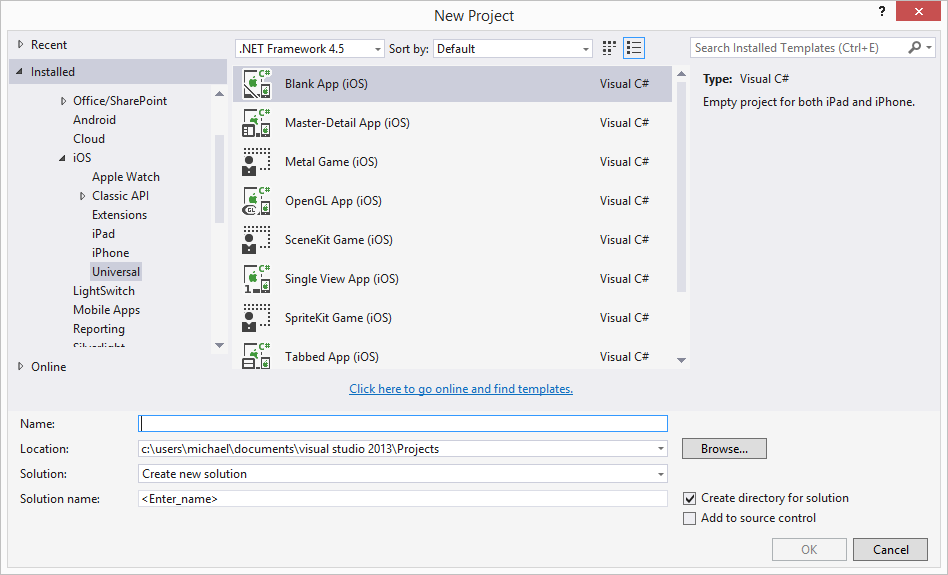 New Project
? ×
Recent
Installed
Office/SharePoint
Android
Cloud
iOS
Apple Watch
Classic API
Extensions
iPad
iPhone
Universal
LightSwitch
Mobile Apps
Reporting
Silverlight
Online
.NET Framework 4.5 Sort by: Default
Blank App (iOS) Visual C#
Master-Detail App (iOS) Visual C#
Metal Game (iOS) Visual C#
OpenGL App (iOS) Visual C#
SceneKit Game (iOS) Visual C#
Single View App (iOS) Visual C#
SpriteKit Game (iOS) Visual C#
Tabbed App (iOS) Visual C#
Click here to go online and find templates.
Search Installed Templates (Ctrl+E)
Type: Visual C#
Empty project for both iPad and iPhone.
Name:
Location: c:\users\michael\documents\visual studio 2013\Projects Browse...
Solution: Create new solution
Solution name: <Enter_name>
Create directory for solution
Add to source control
OK Cancel